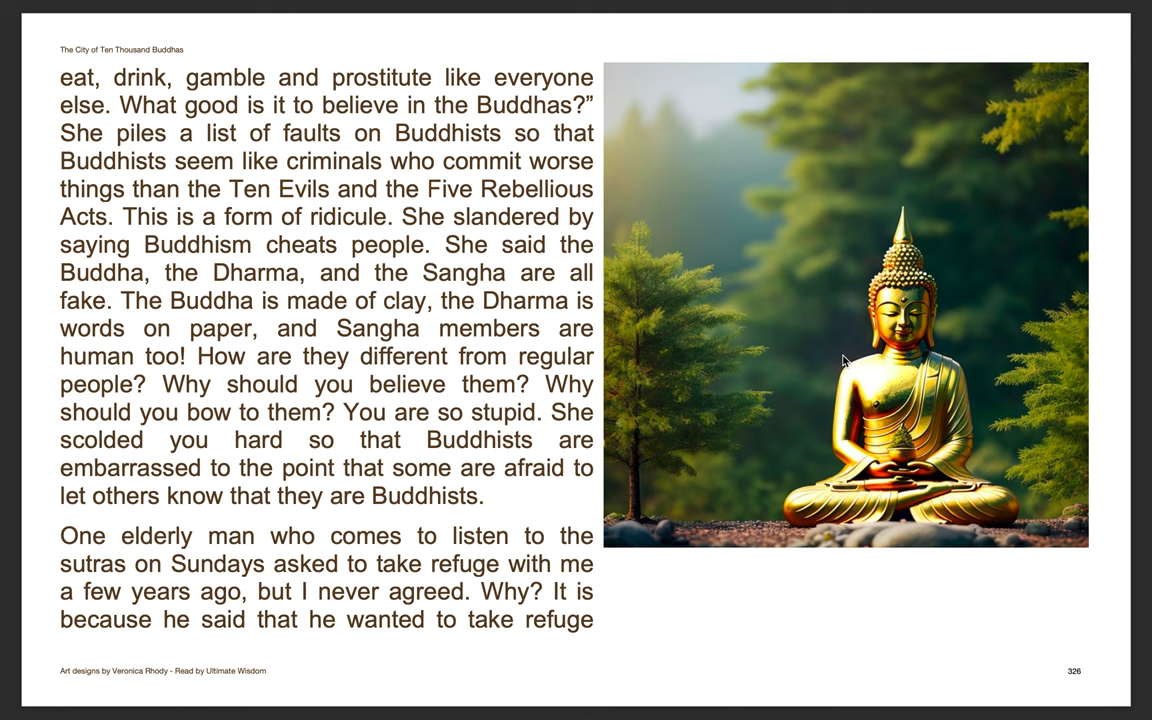 The City of Ten Thousand Buddhas
eat, drink, gamble and prostitute like everyone
else. What good is it to believe in the Buddhas?”
She piles a list of faults on Buddhists so that
Buddhists seem like criminals who commit worse
things than the Ten Evils and the Five Rebellious
Acts. This is a form of ridicule. She slandered by
saying Buddhism cheats people. She said the
Buddha, the Dharma, and the Sangha are all
fake. The Buddha is made of clay, the Dharma is
words on paper, and Sangha members are
human too! How are they different from regular
people? Why should you believe them? Why
should you bow to them? You are so stupid. She
scolded you hard so that Buddhists are
embarrassed to the point that some are afraid to
let others know that they are Buddhists.
One elderly man who comes to listen to the
sutras on Sundays asked to take refuge with me
a few years ago, but I never agreed. Why? It is
because he said that he wanted to take refuge
Art designs by Veronica Rhody - Read by Ultimate Wisdom
326